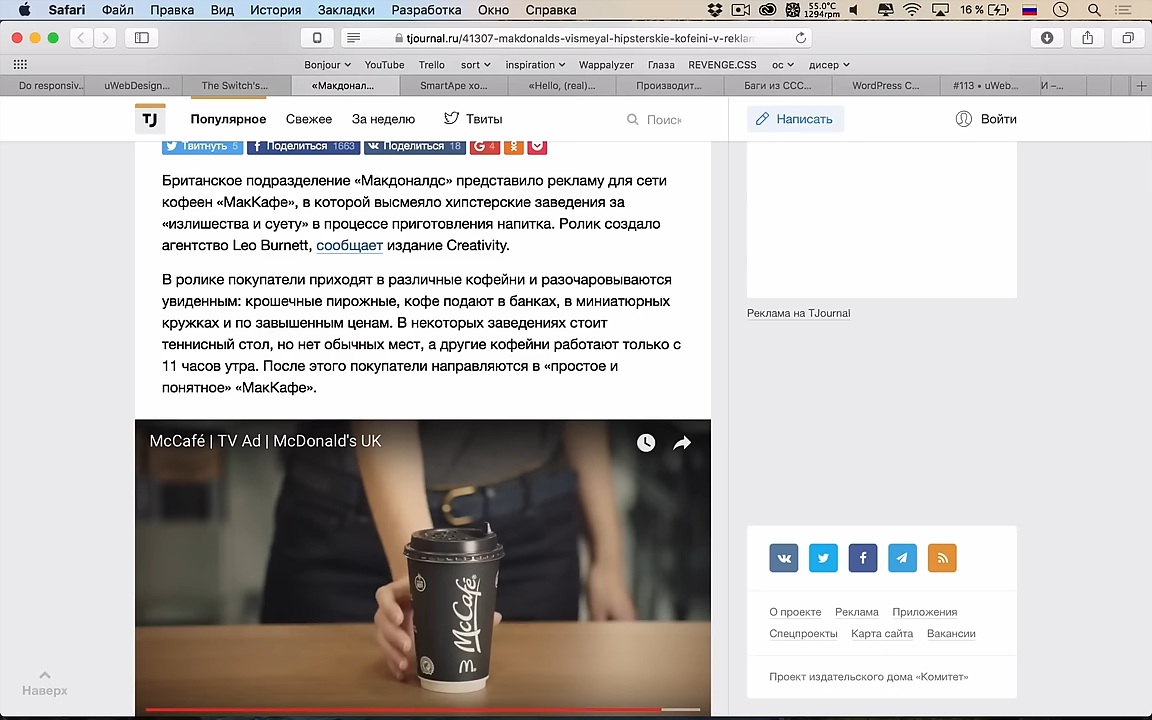 Safari Файл Правка Вид История Закладки Разработка Окно Справка 55.0°C 1294rpm 16 %
tjournal.ru/41307-makdonalds-vismeyal-hipsterskie-kofeini-v-reklam
Bonjour YouTube Trello sort inspiration Wappalyzer Глаза REVENGE.CSS ос дисер
Do responsiv... uWebDesign... The Switch's... «Макдонал... SmartApe хо... «Hello, (real)... Производит... Баги из ССС... WordPress С... #113 • uWeb... И –...
TJ Популярное Свежее За неделю Твиты Поиск Написать Войти
Твитнуть 5 Поделиться 1663 Поделиться 18 G 4
Британское подразделение «Макдоналдс» представило рекламу для сети
кофеен «МакКафе», в которой высмеяло хипстерские заведения за
«излишества и суету» в процессе приготовления напитка. Ролик создало
агентство Leo Burnett, сообщает издание Creativity.
В ролике покупатели приходят в различные кофейни и разочаровываются
увиденным: крошечные пирожные, кофе подают в банках, в миниатюрных
кружках и по завышенным ценам. В некоторых заведениях стоит
теннисный стол, но нет обычных мест, а другие кофейни работают только с
11 часов утра. После этого покупатели направляются в «простое и
понятное» «МакКафе».
McCafé | TV Ad | McDonald's UK
McCafé
Наверх
Реклама на TJournal
О проекте Реклама Приложения
Спецпроекты Карта сайта Вакансии
Проект издательского дома «Комитет»